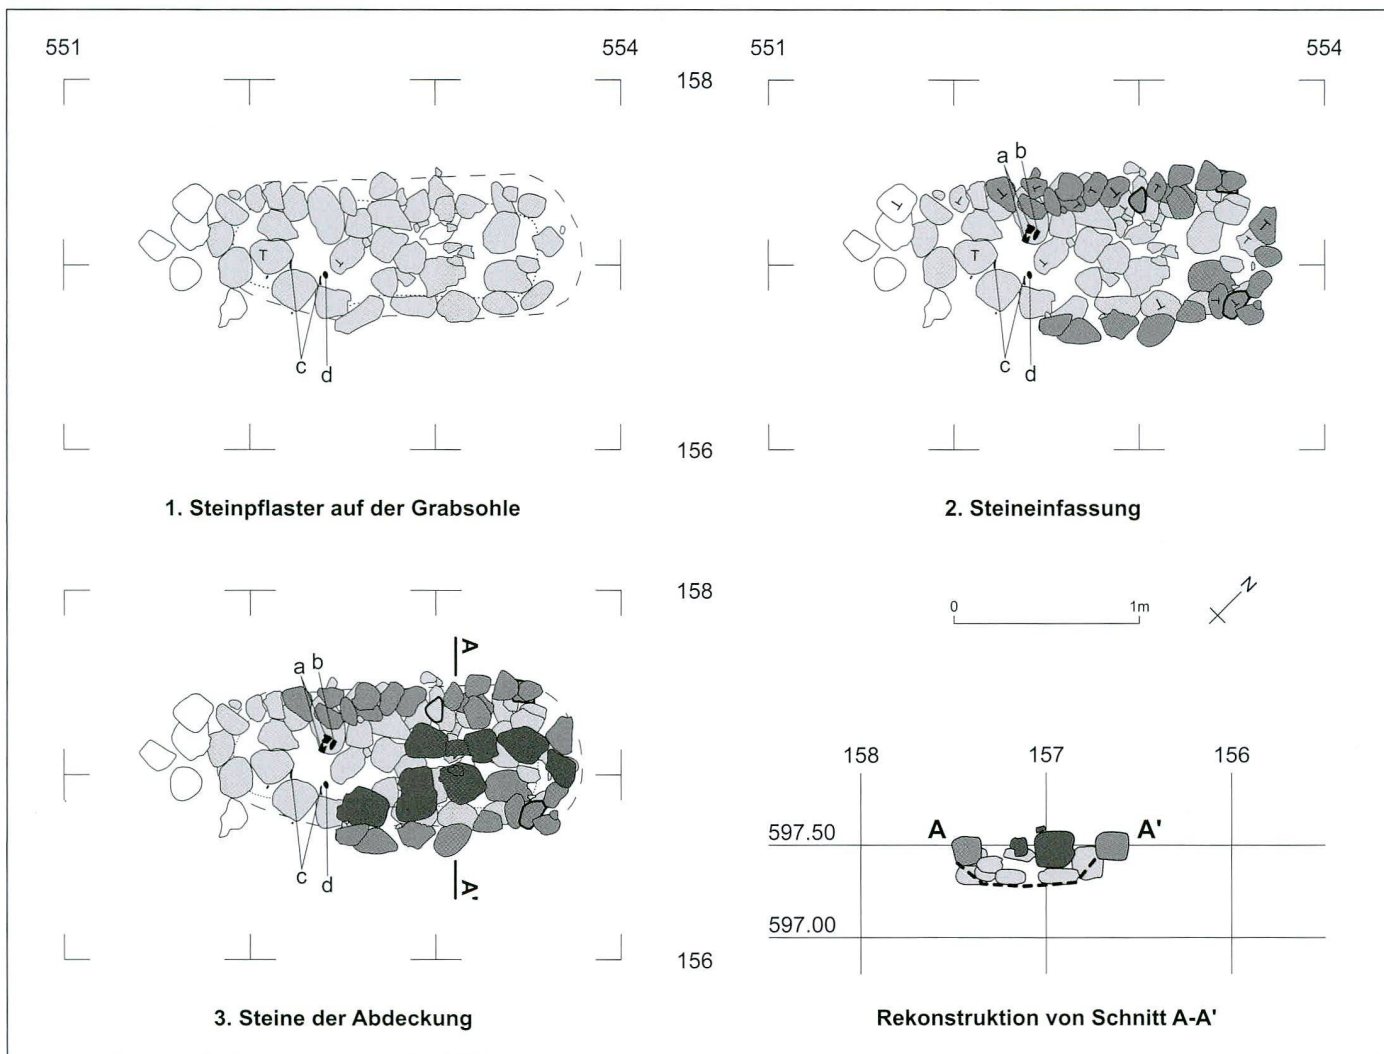 551 554
551 554
158
a b
T T
c d
c d
156
1. Steinpflaster auf der Grabsohle
2. Steineinfassung
158
0 1m
N
A
a b
c d
A'
158 157 156
597.50
A A'
597.00
156
3. Steine der Abdeckung
Rekonstruktion von Schnitt A-A'